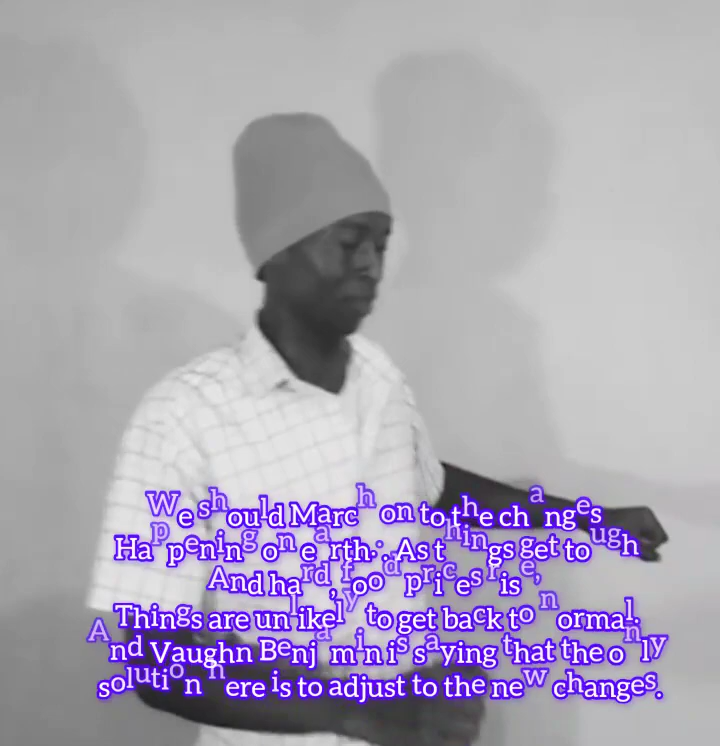 We should March on to the changes
Happening on earth. . As things get tough
And hard, food prices rise,
Things are unlikely to get back to normal.
And Vaughn Benjamin is saying that the only
solution here is to adjust to the new changes.